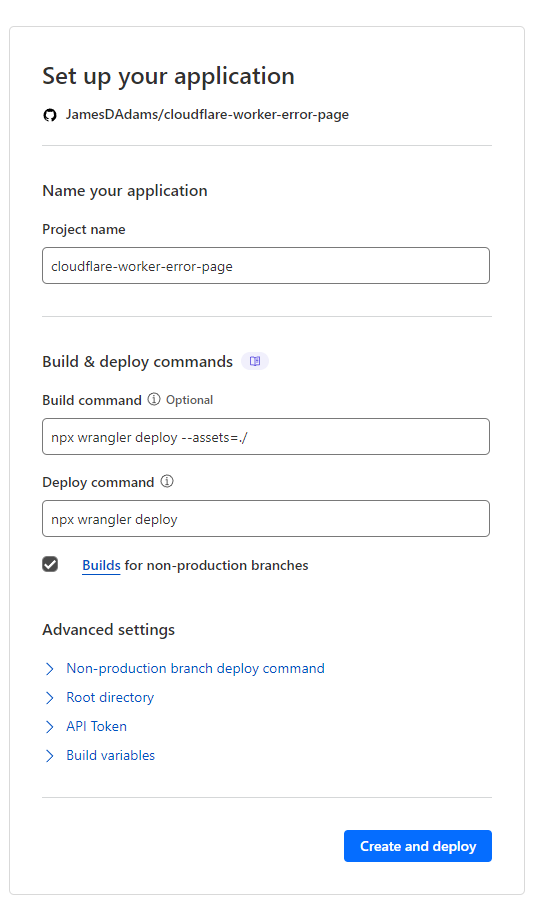 Set up your application
JamesDAdams/cloudflare-worker-error-page
Name your application
Project name
cloudflare-worker-error-page
Build & deploy commands
Build command Optional
npx wrangler deploy --assets=./
Deploy command
npx wrangler deploy
Builds for non-production branches
Advanced settings
Non-production branch deploy command
Root directory
API Token
Build variables
Create and deploy